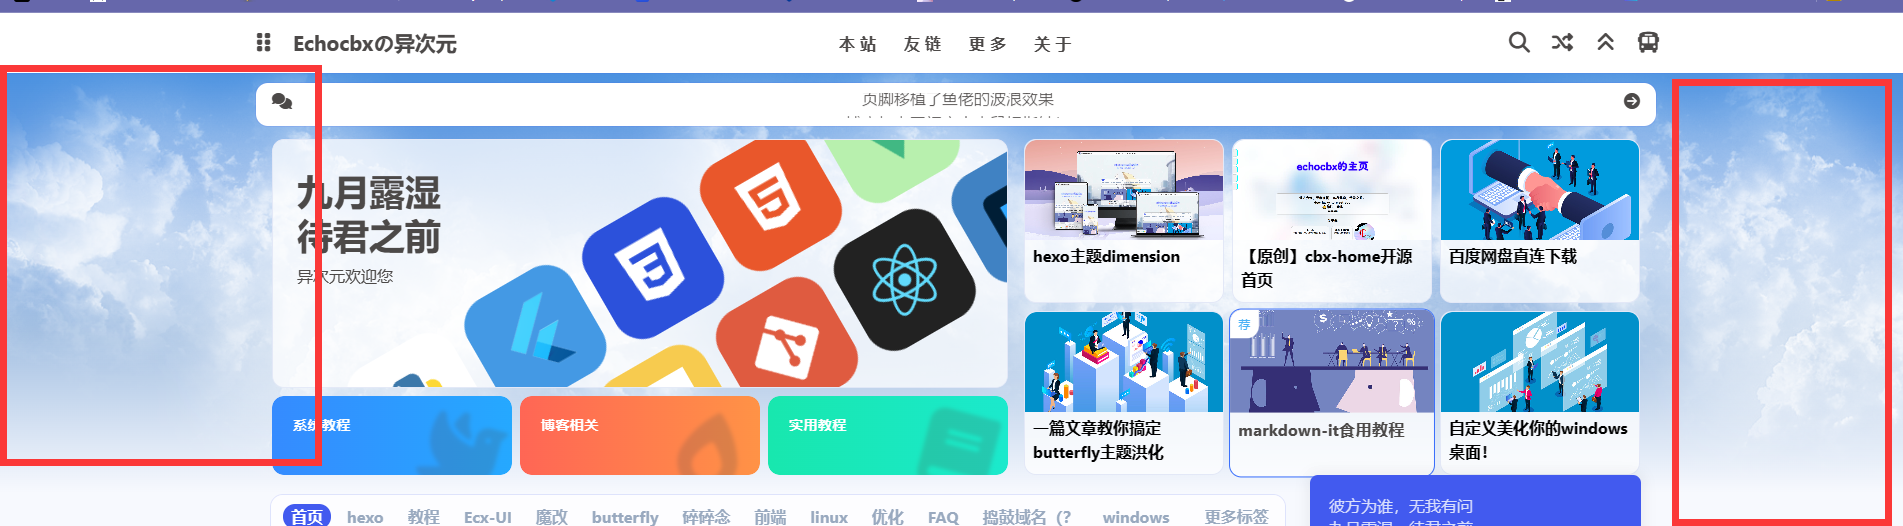 Echocbxの异次元
本站 友链 更多 关于
页脚移植了鱼佬的波浪效果
九月露湿
待君之前
异次元欢迎您
hexo主题dimension
echocbx的主页
【原创】cbx-home开源
首页
百度网盘直连下载
一篇文章教你搞定
butterfly主题洪化
荐
markdown-it食用教程
自定义美化你的windows
桌面！
系统教程
博客相关
实用教程
首页 hexo 教程 Ecx-UI 魔改 butterfly 碎碎念 前端 linux 优化 FAQ 捣鼓域名（？ windows 更多标签
彼方为谁，无我有问
九月露湿，待君之前